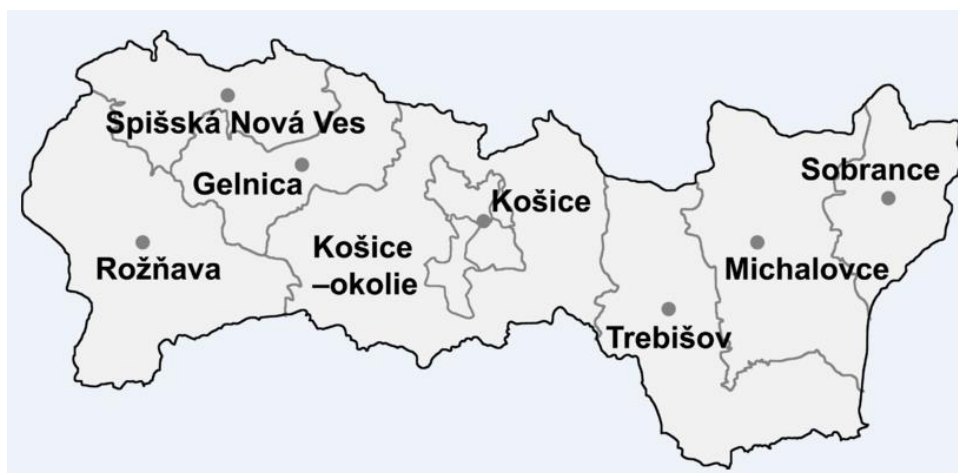 Spišská Nová Ves
Gelnica
Rožňava
Košice
–okolie
Košice
Trebišov
Michalovce
Sobrance